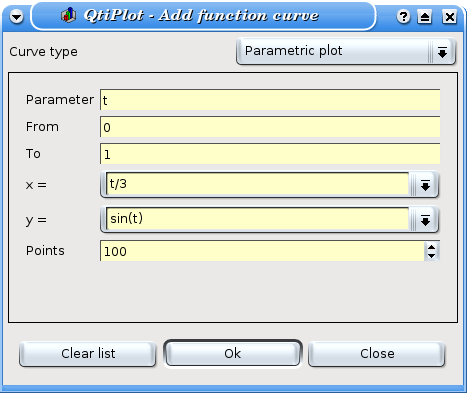 QtiPlot - Add function curve
Curve type Parametric plot
Parameter t
From 0
To 1
x = t/3
y = sin(t)
Points 100
Clear list Ok Close